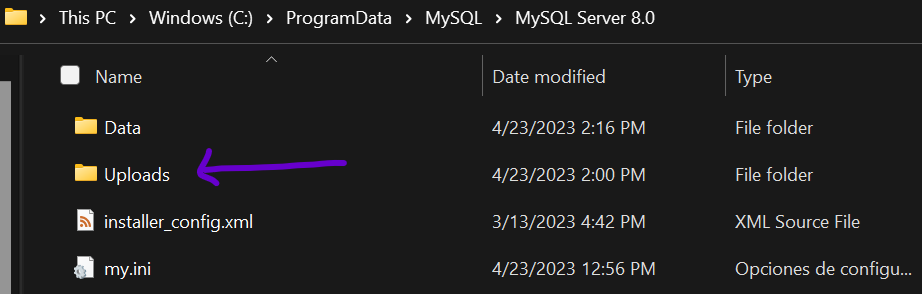 This PC > Windows (C:) > ProgramData > MySQL > MySQL Server 8.0
Name Date modified Type
Data 4/23/2023 2:16 PM File folder
Uploads 4/23/2023 2:00 PM File folder
installer_config.xml 3/13/2023 4:42 PM XML Source File
my.ini 4/23/2023 12:56 PM Opciones de configu...